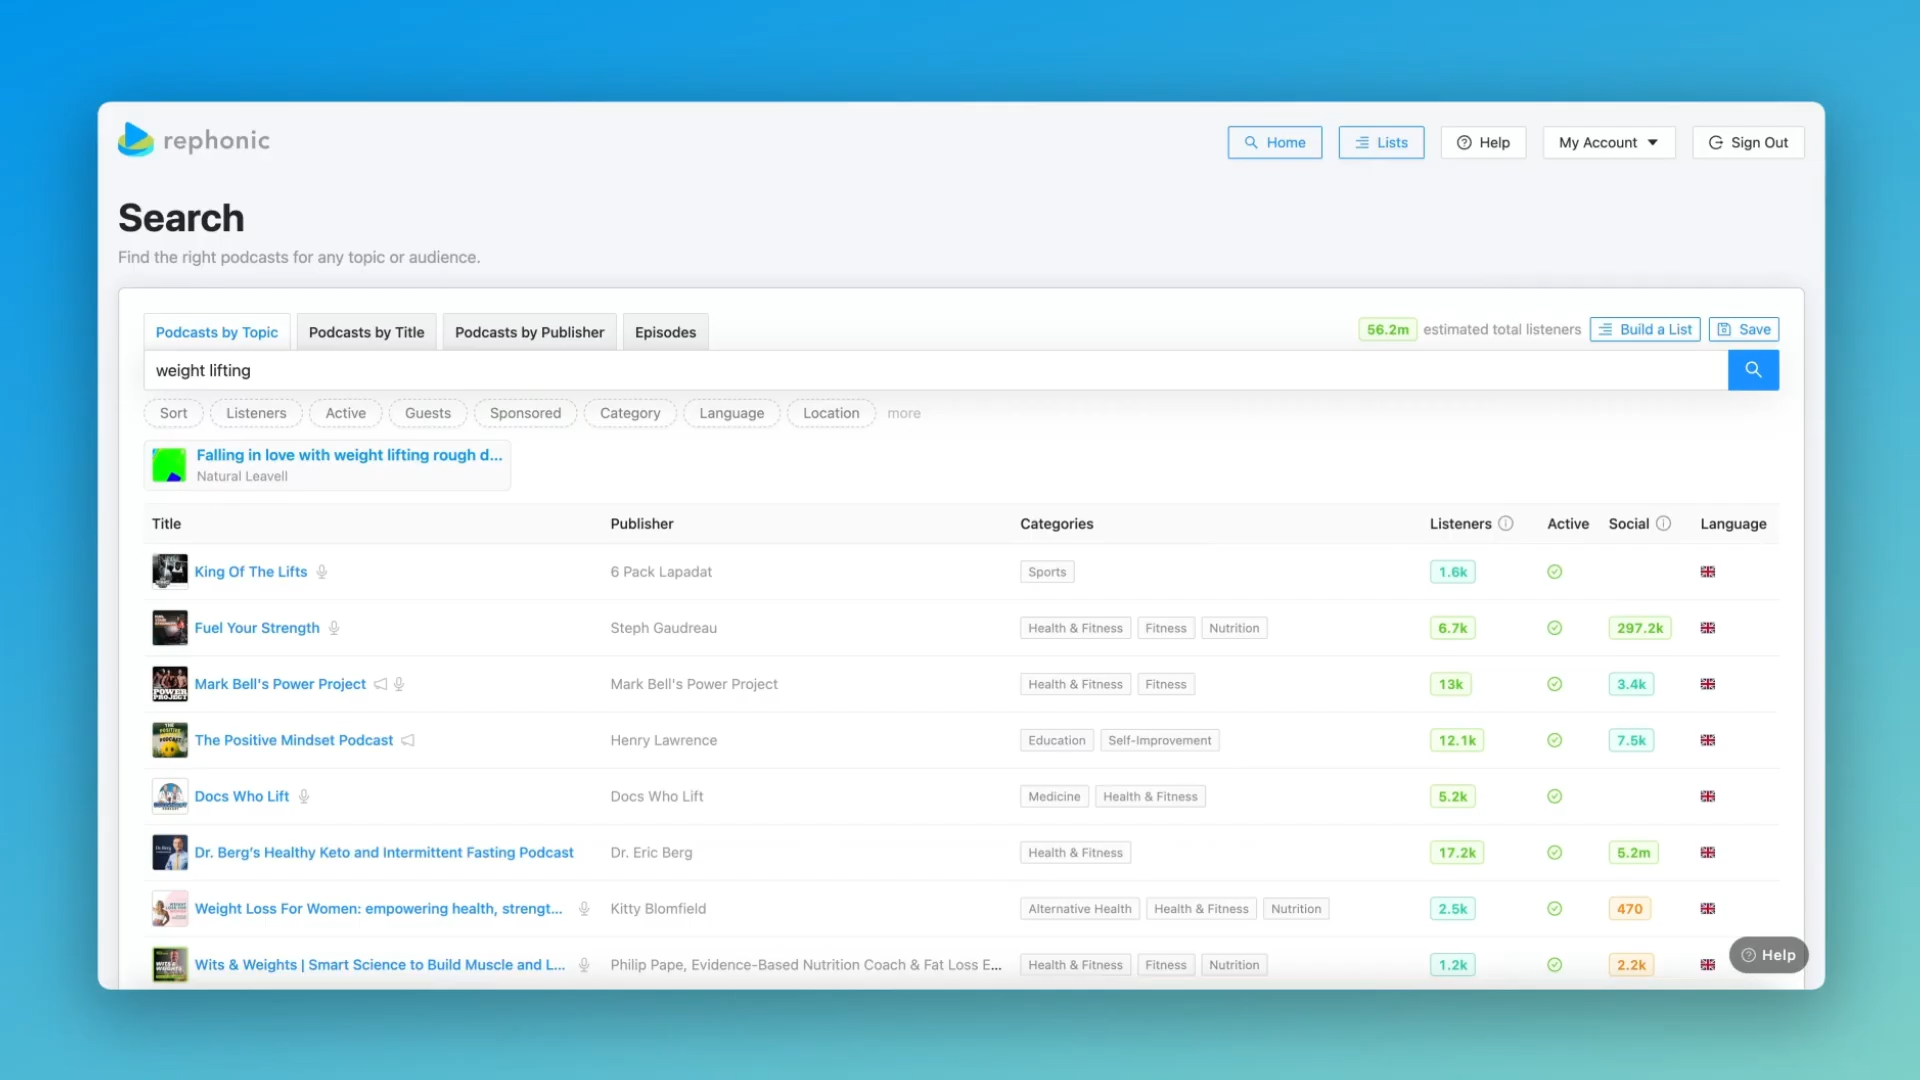 rephonic
Home
Lists
Help
My Account
Sign Out
Search
Find the right podcasts for any topic or audience.
Podcasts by Topic
Podcasts by Title
Podcasts by Publisher
Episodes
56.2m estimated total listeners
Build a List
Save
weight lifting
Sort
Listeners
Active
Guests
Sponsored
Category
Language
Location
more
Falling in love with weight lifting rough d...
Natural Leavell
Title Publisher Categories Listeners Active Social Language
King Of The Lifts 6 Pack Lapadat Sports 1.6k
Fuel Your Strength Steph Gaudreau Health & Fitness Fitness Nutrition 6.7k 297.2k
POWER PROJECT
Mark Bell's Power Project Mark Bell's Power Project Health & Fitness Fitness 13k 3.4k
THE POSITIVE PODCAST
The Positive Mindset Podcast Henry Lawrence Education Self-Improvement 12.1k 7.5k
Docs Who Lift Docs Who Lift Medicine Health & Fitness 5.2k
Dr. Berg
Dr. Berg’s Healthy Keto and Intermittent Fasting Podcast Dr. Eric Berg Health & Fitness 17.2k 5.2m
Weight Loss For Women: empowering health, strengt... Kitty Blomfield Alternative Health Health & Fitness Nutrition 2.5k 470
WITS & WEIGHTS
Wits & Weights | Smart Science to Build Muscle and L... Philip Pape, Evidence-Based Nutrition Coach & Fat Loss E... Health & Fitness Fitness Nutrition 1.2k 2.2k
Help